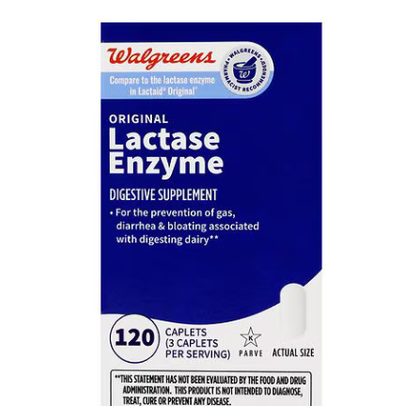 Walgreens
Compare to the lactase enzyme
in Lactaid® Original*
WALGREENS
PHARMACIST RECOMMENDED
ORIGINAL
Lactase
Enzyme
DIGESTIVE SUPPLEMENT
• For the prevention of gas,
diarrhea & bloating associated
with digesting dairy**
120
CAPLETS
(3 CAPLETS
PER SERVING)
K
PARVE
ACTUAL SIZE
**THIS STATEMENT HAS NOT BEEN EVALUATED BY THE FOOD AND DRUG
ADMINISTRATION. THIS PRODUCT IS NOT INTENDED TO DIAGNOSE,
TREAT, CURE OR PREVENT ANY DISEASE.